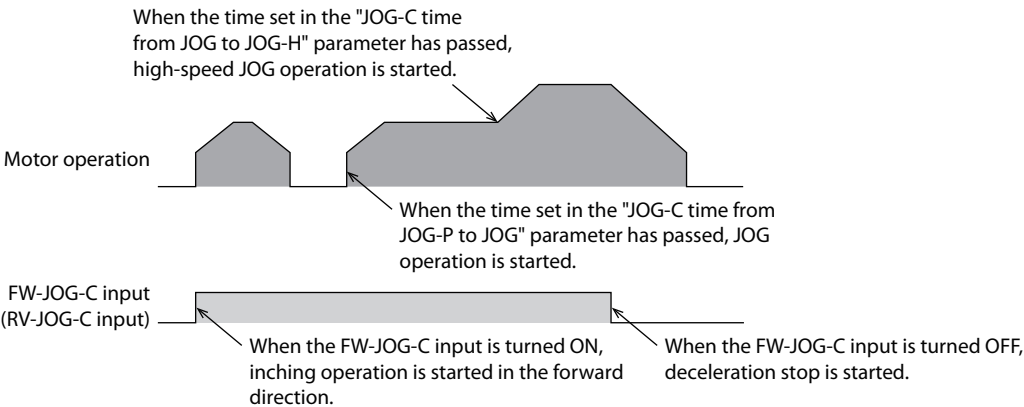 When the time set in the "JOG-C time
from JOG to JOG-H" parameter has passed,
high-speed JOG operation is started.
Motor operation
When the time set in the "JOG-C time from
JOG-P to JOG" parameter has passed, JOG
operation is started.
FW-JOG-C input
(RV-JOG-C input)
When the FW-JOG-C input is turned ON,
inching operation is started in the forward
direction.
When the FW-JOG-C input is turned OFF,
deceleration stop is started.